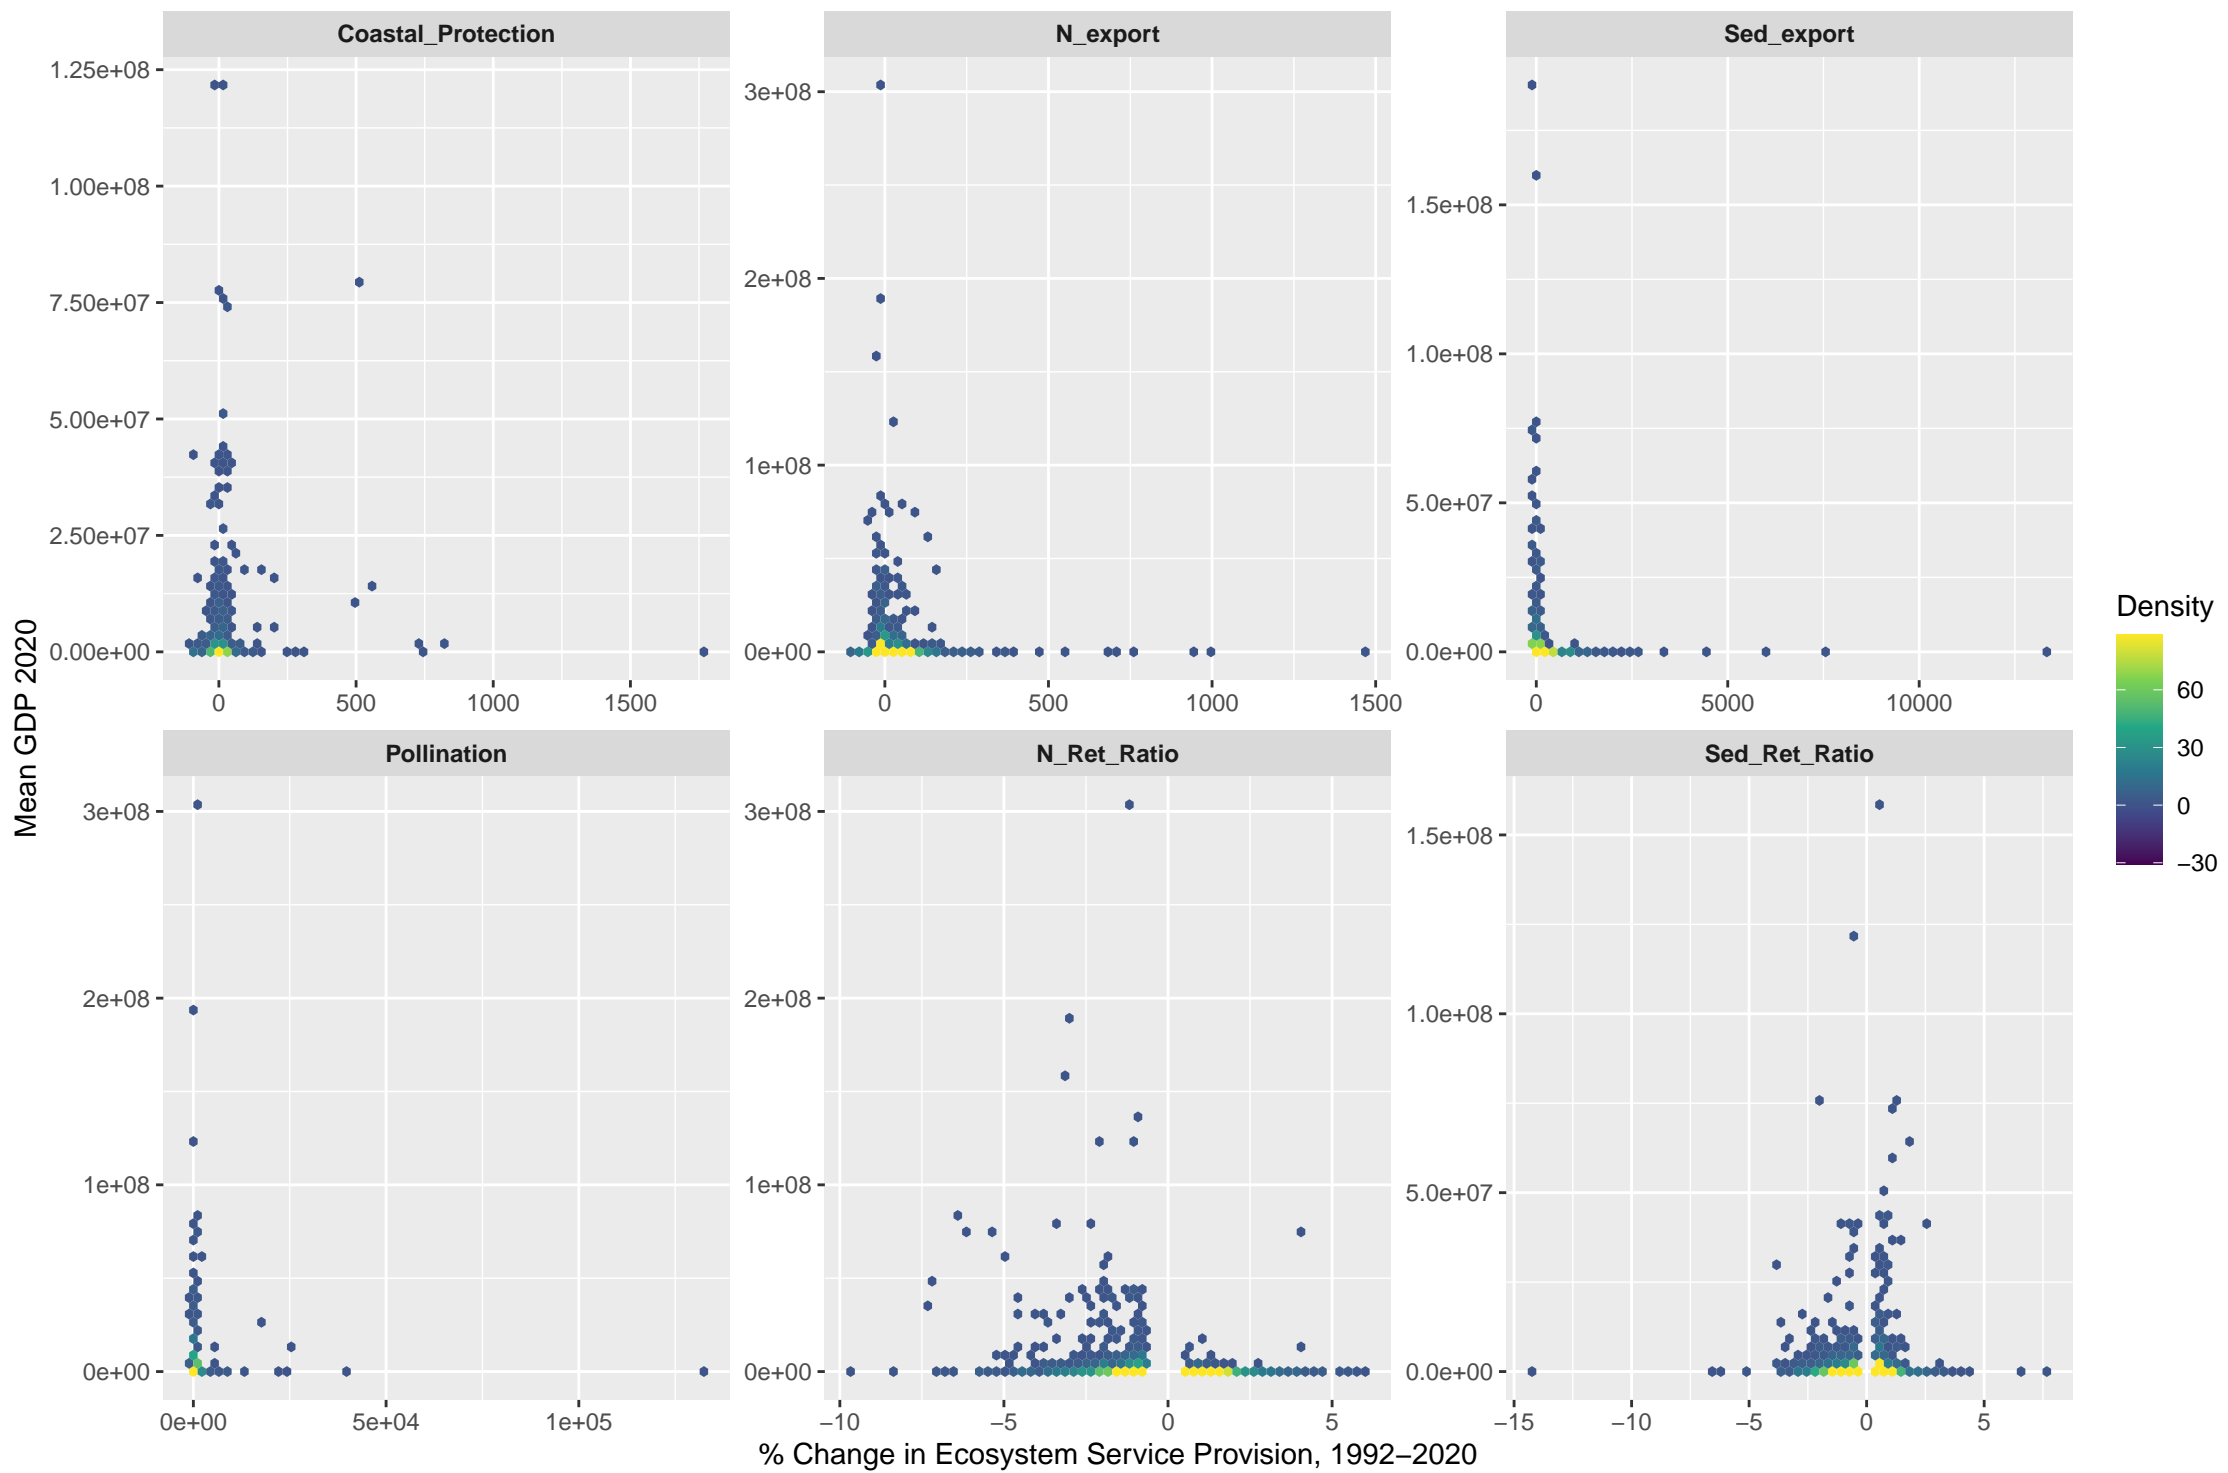 Coastal_Protection
N_export
Sed_export
1.25e+08
1.00e+08
7.50e+07
5.00e+07
2.50e+07
0.00e+00
3e+08
2e+08
1e+08
0e+00
1.5e+08
1.0e+08
5.0e+07
0.0e+00
0 500 1000 1500
0 500 1000 1500
0 5000 10000
Pollination
N_Ret_Ratio
Sed_Ret_Ratio
3e+08
2e+08
1e+08
0e+00
3e+08
2e+08
1e+08
0e+00
1.5e+08
1.0e+08
5.0e+07
0.0e+00
0e+00 5e+04 1e+05
−10 −5 0 5
−15 −10 −5 0 5
Mean GDP 2020
% Change in Ecosystem Service Provision, 1992−2020
Density
60
30
0
−30